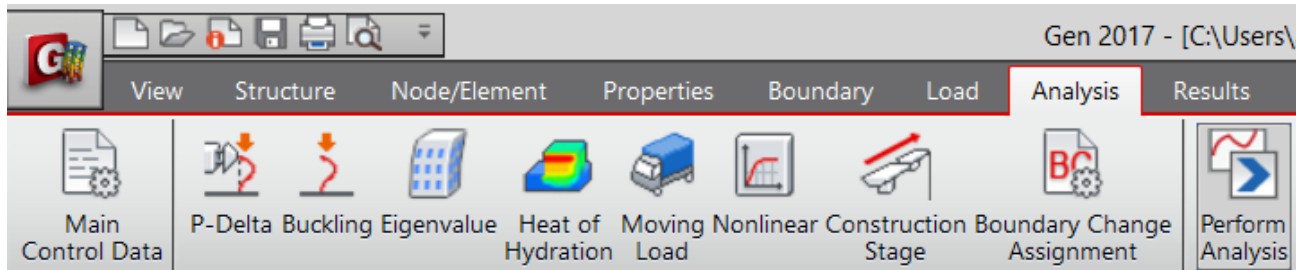 Gen 2017 - [C:\Users\
View Structure Node/Element Properties Boundary Load Analysis Results
Main Control Data
P-Delta
Buckling
Eigenvalue
Heat of Hydration
Moving Load
Nonlinear
Construction Stage
BC
Boundary Change Assignment
Perform Analysis